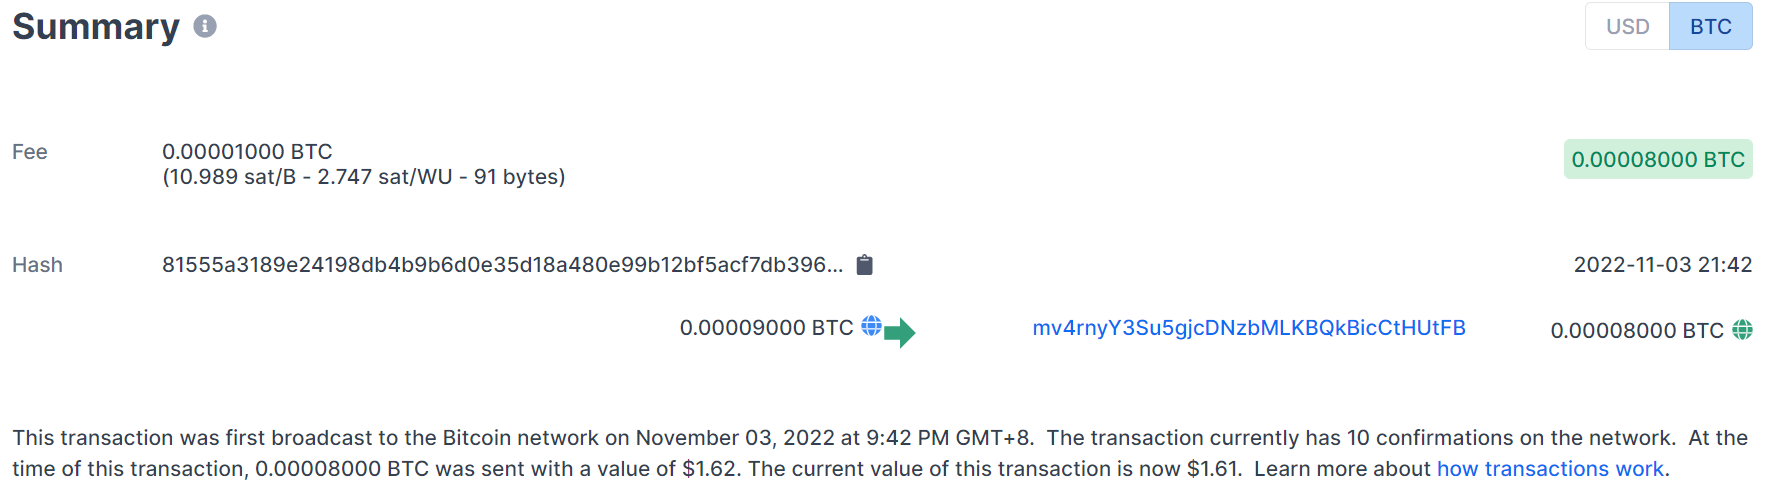 Summary
USD BTC
Fee 0.00001000 BTC 0.00008000 BTC
(10.989 sat/B - 2.747 sat/WU - 91 bytes)
Hash 81555a3189e24198db4b9b6d0e35d18a480e99b12bf5acf7db396... 2022-11-03 21:42
0.00009000 BTC mv4rnyY3Su5gjcDNzbMLKBQkBicCtHUtFB 0.00008000 BTC
This transaction was first broadcast to the Bitcoin network on November 03, 2022 at 9:42 PM GMT+8. The transaction currently has 10 confirmations on the network. At the
time of this transaction, 0.00008000 BTC was sent with a value of $1.62. The current value of this transaction is now $1.61. Learn more about how transactions work.